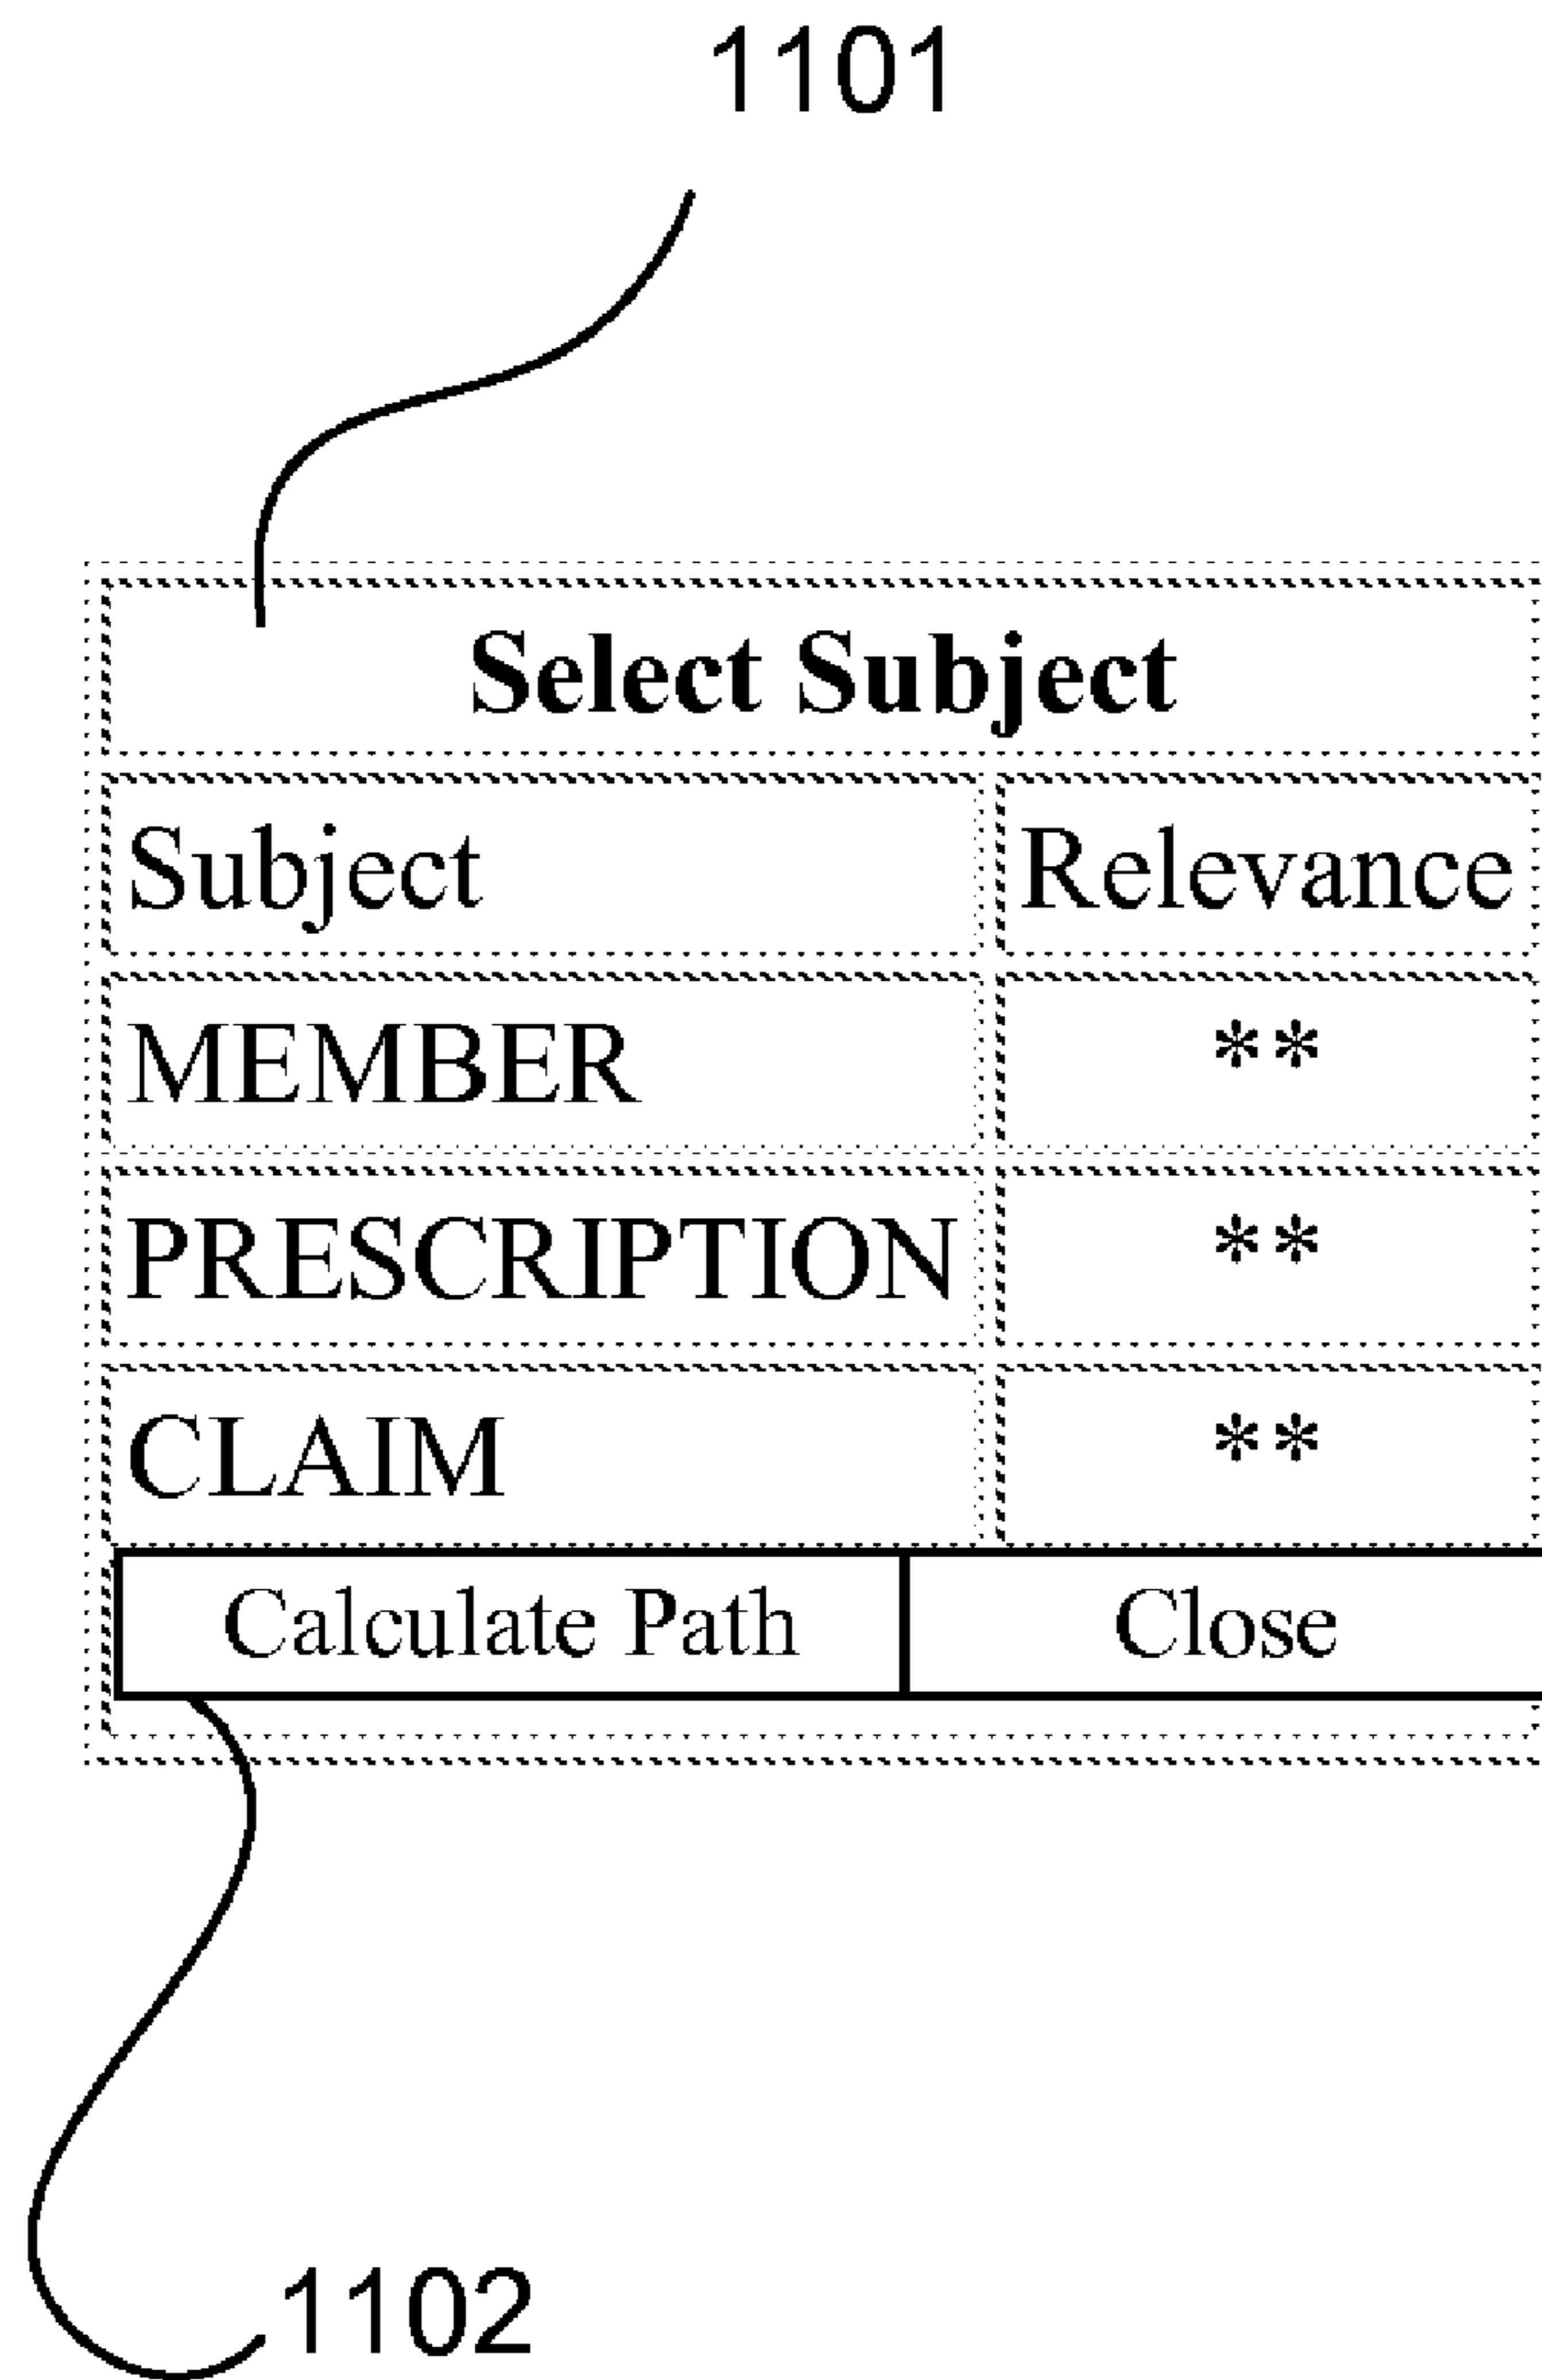 1101
Select Subject
Subject Relevance
MEMBER **
PRESCRIPTION **
CLAIM **
Calculate Path Close
1102